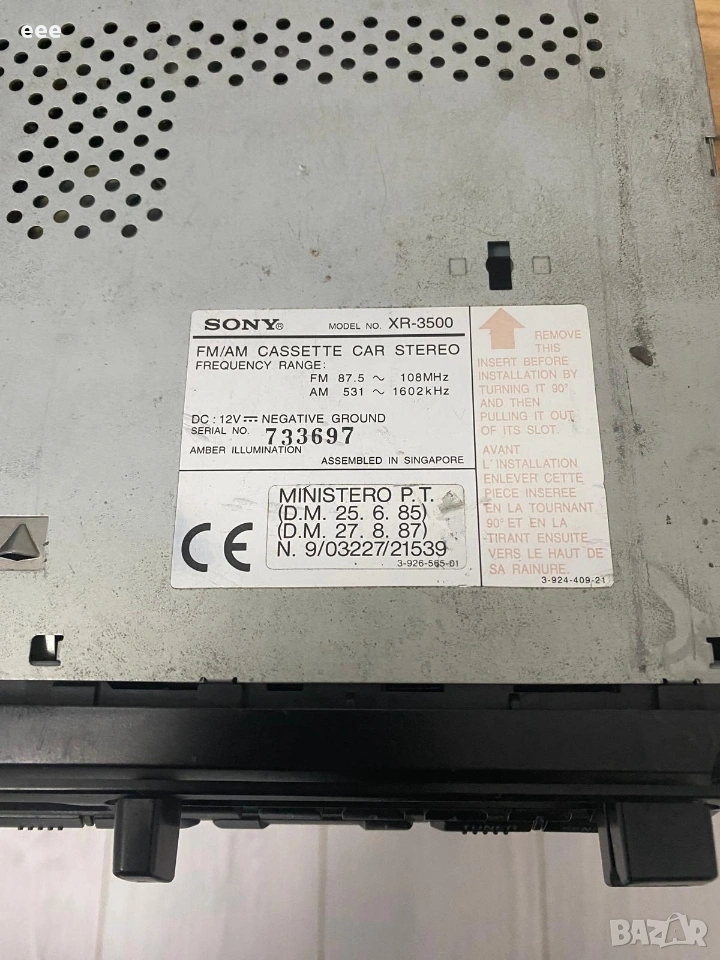 eee
SONY® MODEL NO. XR-3500
FM/AM CASSETTE CAR STEREO
FREQUENCY RANGE:
FM 87.5 ~ 108MHz
AM 531 ~ 1602kHz
DC : 12V⎓ NEGATIVE GROUND
SERIAL NO. 733697
AMBER ILLUMINATION
ASSEMBLED IN SINGAPORE
MINISTERO P.T.
(D.M. 25. 6. 85)
(D.M. 27. 8. 87)
N. 9/03227/21539
CE
3-926-565-01
REMOVE
THIS
INSERT BEFORE
INSTALLATION BY
TURNING IT 90°
AND THEN
PULLING IT OUT
OF ITS SLOT.
AVANT
L'INSTALLATION
ENLEVER CETTE
PIECE INSEREE
EN LA TOURNANT
90° ET EN LA
TIRANT ENSUITE
VERS LE HAUT DE
SA RAINURE.
3-924-409-21
TUNER
BAZAR